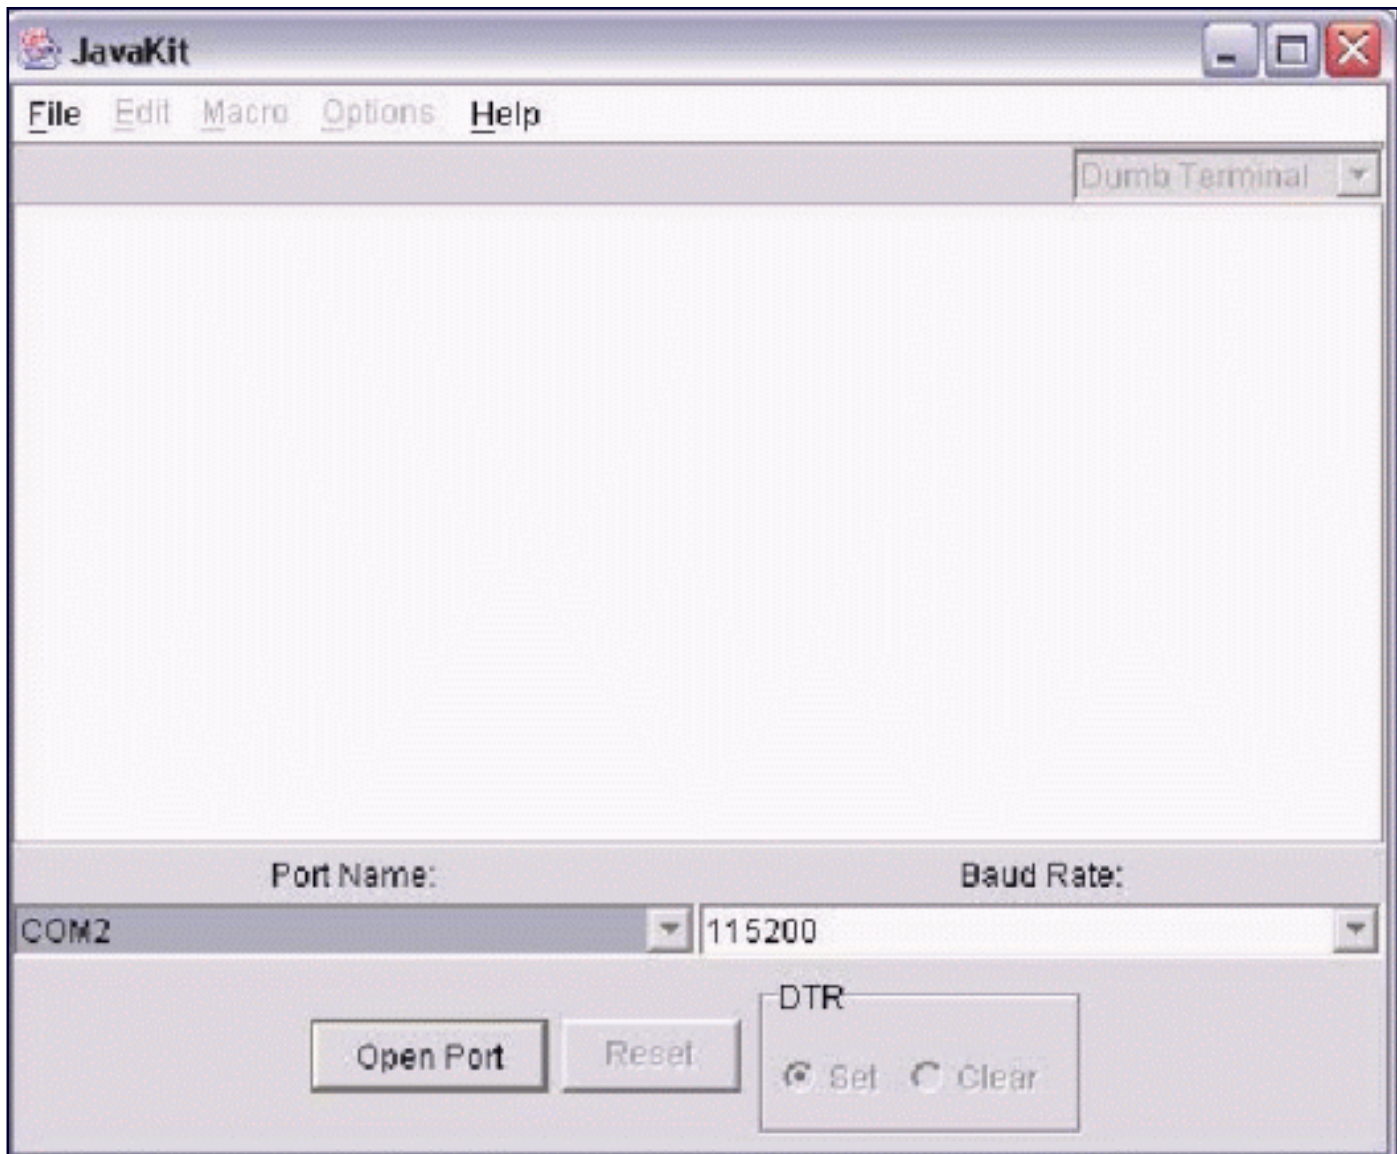 JavaKit
File Edit Macro Options Help
Dumb Terminal
Port Name: Baud Rate:
COM2 115200
DTR
Open Port Reset Set Clear